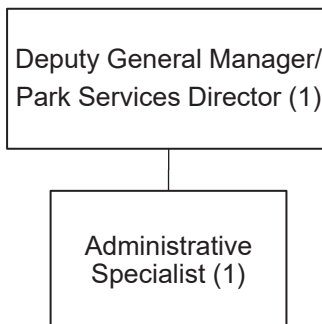 Deputy General Manager/
Park Services Director (1)
Administrative
Specialist (1)